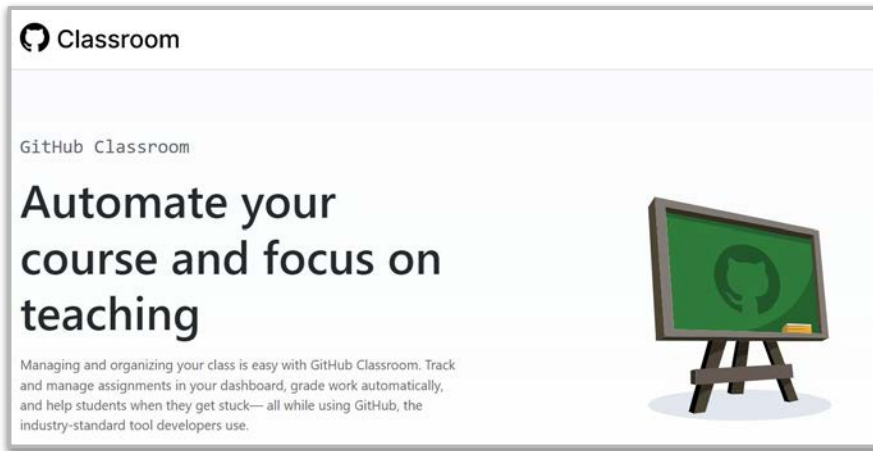 Classroom
GitHub Classroom
Automate your
course and focus on
teaching
Managing and organizing your class is easy with GitHub Classroom. Track
and manage assignments in your dashboard, grade work automatically,
and help students when they get stuck— all while using GitHub, the
industry-standard tool developers use.